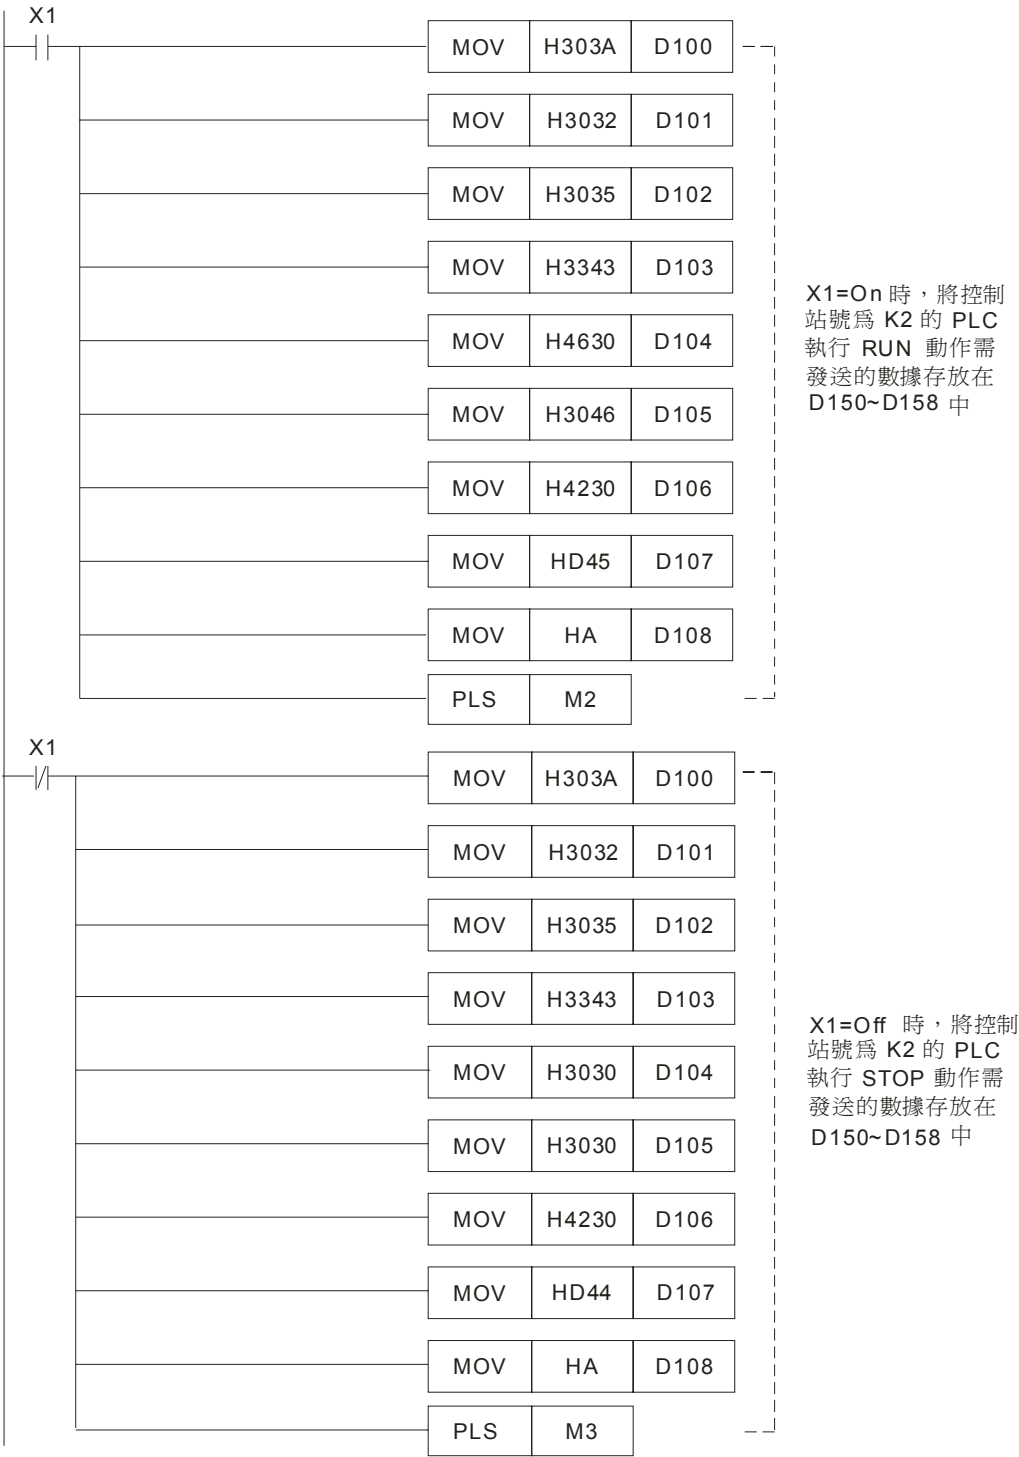 X1
MOV H303A D100
MOV H3032 D101
MOV H3035 D102
MOV H3343 D103
MOV H4630 D104
MOV H3046 D105
MOV H4230 D106
MOV HD45 D107
MOV HA D108
PLS M2
X1=On 時，將控制
站號爲 K2 的 PLC
執行 RUN 動作需
發送的數據存放在
D150~D158 中
X1
MOV H303A D100
MOV H3032 D101
MOV H3035 D102
MOV H3343 D103
MOV H3030 D104
MOV H3030 D105
MOV H4230 D106
MOV HD44 D107
MOV HA D108
PLS M3
X1=Off 時，將控制
站號爲 K2 的 PLC
執行 STOP 動作需
發送的數據存放在
D150~D158 中